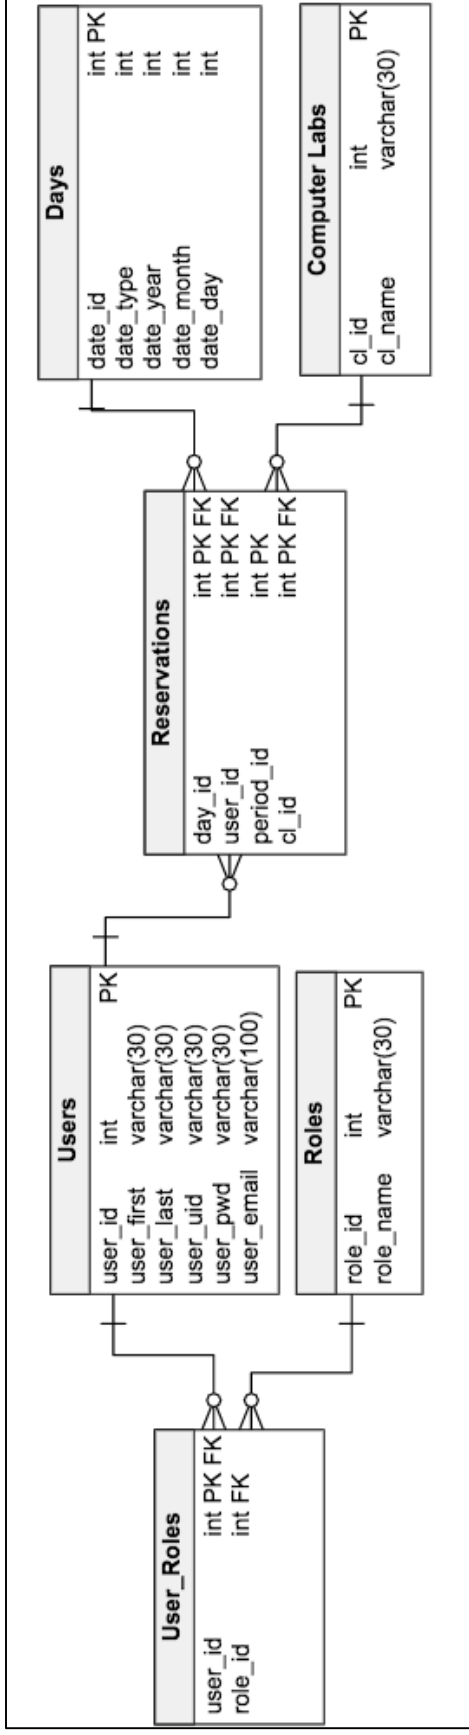 User_Roles
user_id int PK FK
role_id int FK
Users
user_id int PK
user_first varchar(30)
user_last varchar(30)
user_uid varchar(30)
user_pwd varchar(30)
user_email varchar(100)
Roles
role_id int PK
role_name varchar(30)
Reservations
day_id int PK FK
user_id int PK FK
period_id int PK
cl_id int PK FK
Days
date_id int PK
date_type int
date_year int
date_month int
date_day int
Computer Labs
cl_id int PK
cl_name varchar(30)